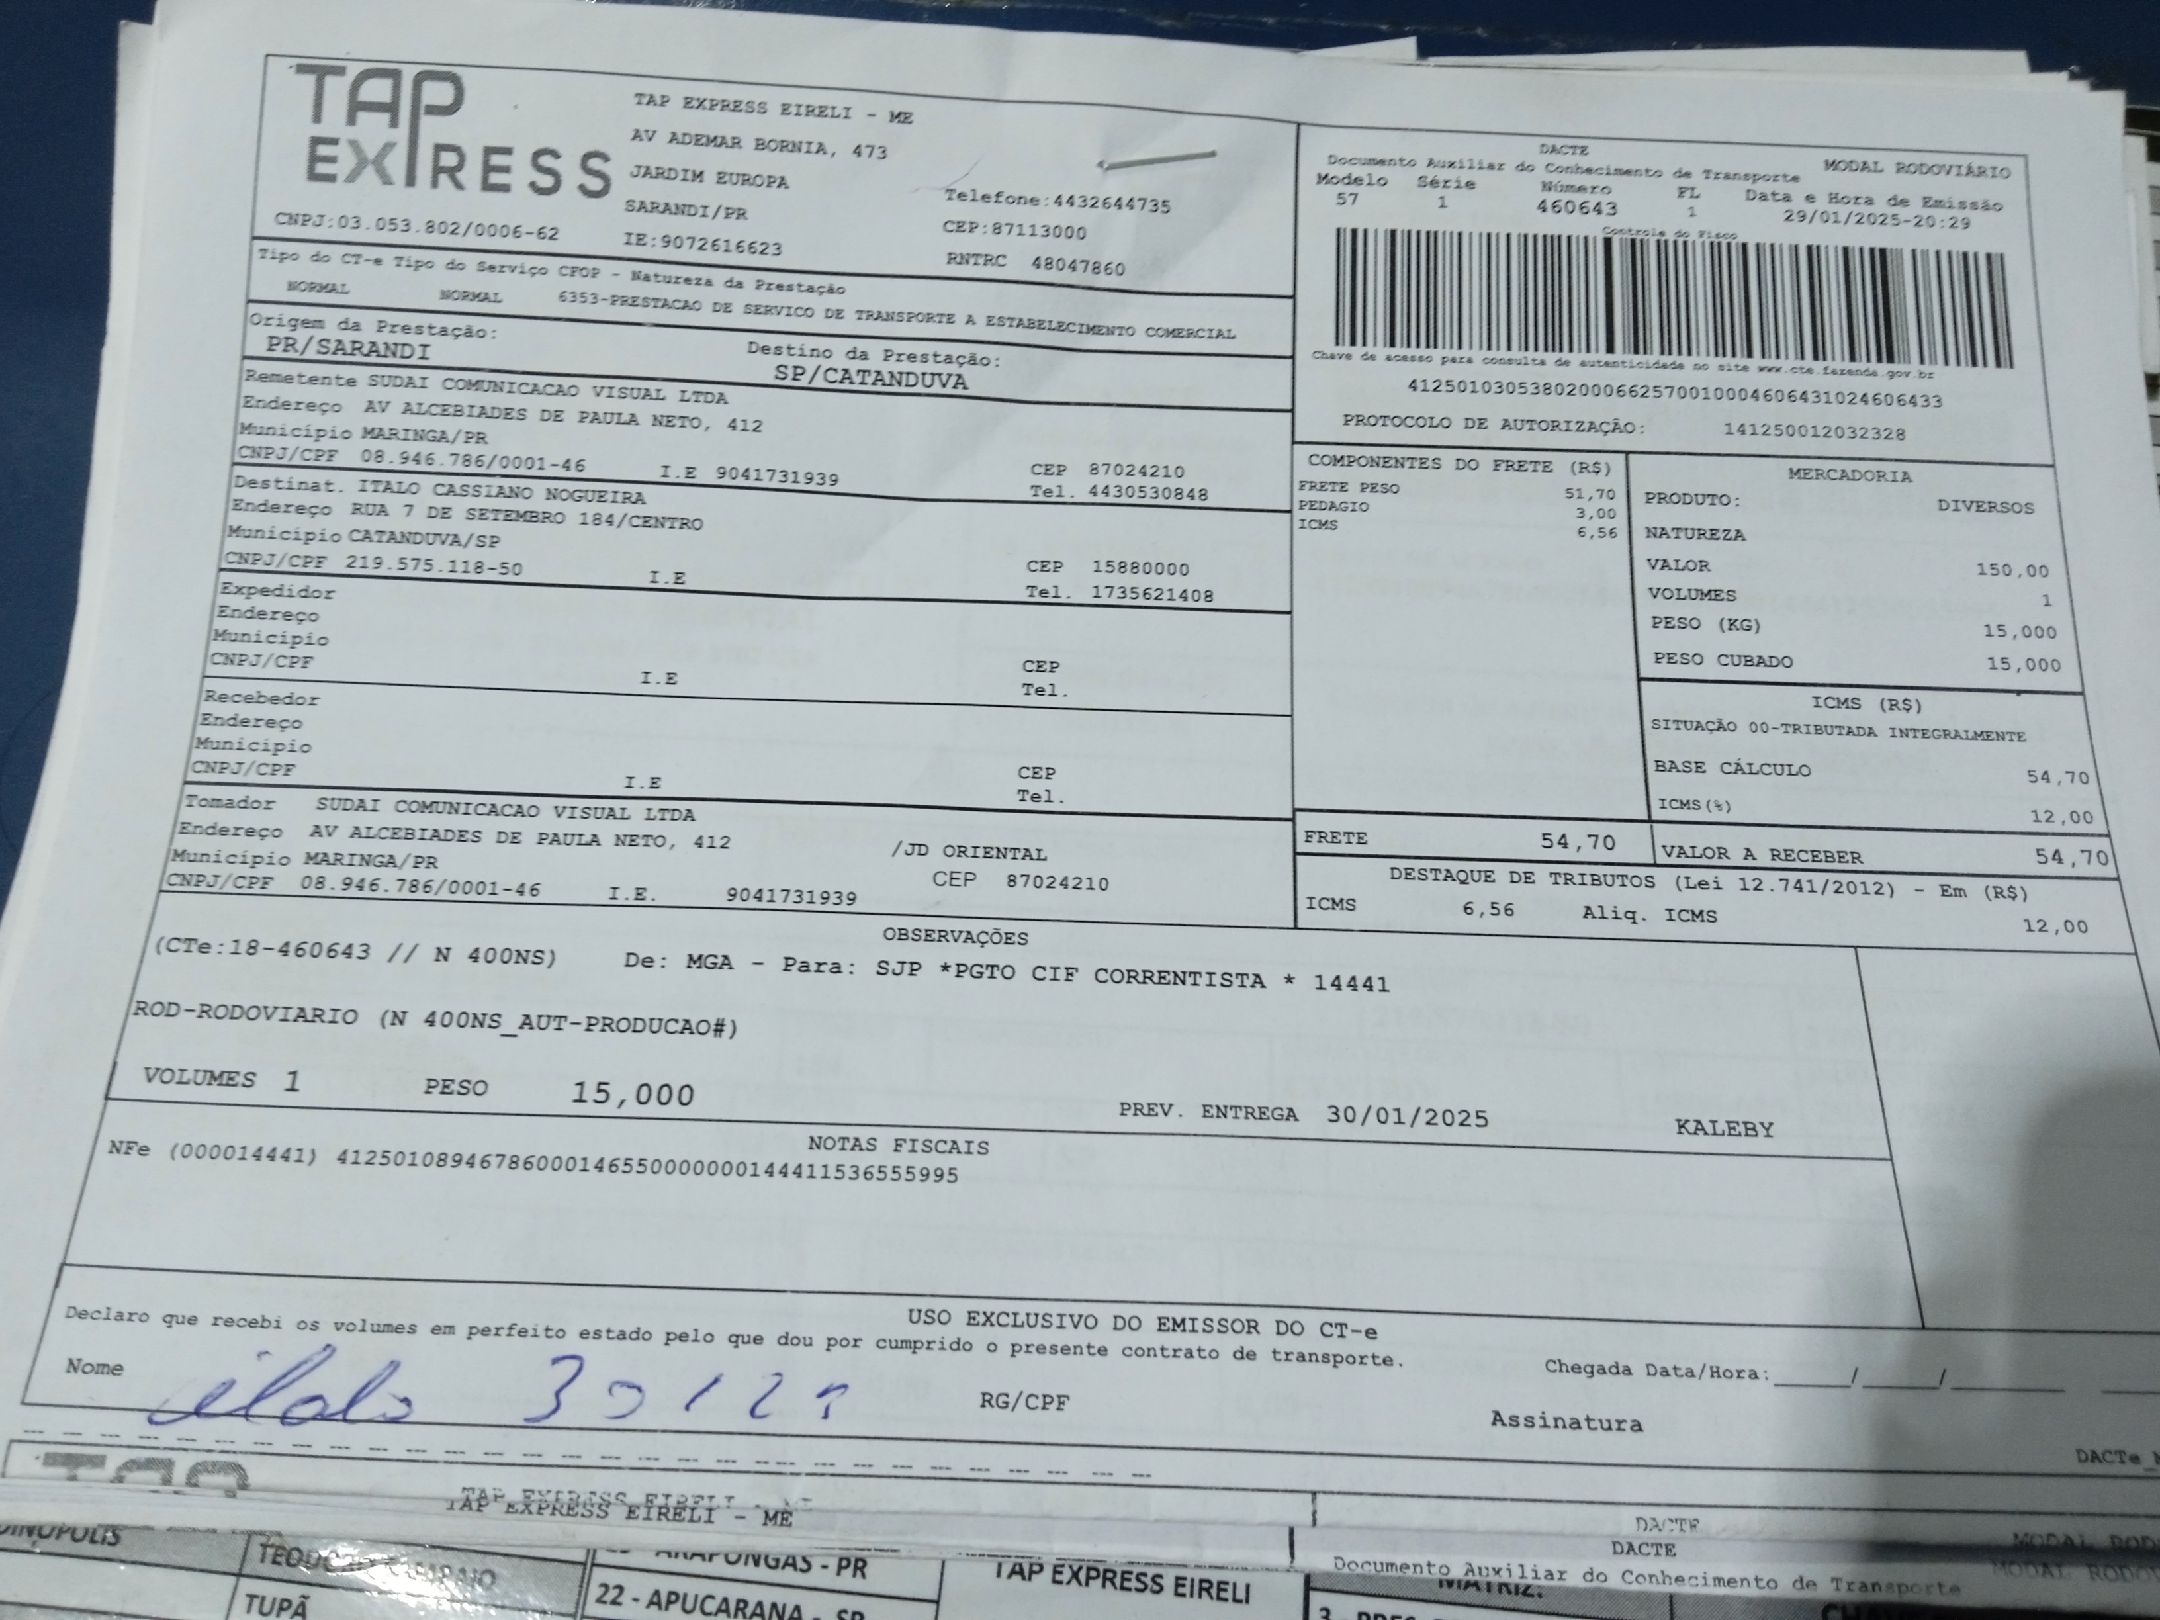 TAP EXPRESS
TAP EXPRESS EIRELI - ME
AV ADEMAR BORNIA, 473
JARDIM EUROPA
SARANDI/PR
Telefone:4432644735
CNPJ:03.053.802/0006-62
IE:9072616623
CEP:87113000
RNTRC 48047860
DACTE
Documento Auxiliar do Conhecimento de Transporte
MODAL RODOVIÁRIO
Modelo Série Número FL Data e Hora de Emissão
57 1 460643 1 29/01/2025-20:29
Controle do Fisco
Tipo do CT-e Tipo do Serviço CFOP - Natureza da Prestação
NORMAL NORMAL 6353-PRESTACAO DE SERVICO DE TRANSPORTE A ESTABELECIMENTO COMERCIAL
Origem da Prestação:
PR/SARANDI
Destino da Prestação:
SP/CATANDUVA
Chave de acesso para consulta de autenticidade no site www.cte.fazenda.gov.br
41250103053802000662570010004606431024606433
PROTOCOLO DE AUTORIZAÇÃO: 141250012032328
Remetente SUDAI COMUNICACAO VISUAL LTDA
Endereço AV ALCEBIADES DE PAULA NETO, 412
Município MARINGA/PR
CEP 87024210
CNPJ/CPF 08.946.786/0001-46 I.E 9041731939
Tel. 4430530848
Destinat. ITALO CASSIANO NOGUEIRA
Endereço RUA 7 DE SETEMBRO 184/CENTRO
Município CATANDUVA/SP
CEP 15880000
CNPJ/CPF 219.575.118-50 I.E
Tel. 1735621408
Expedidor
Endereço
Município
CEP
CNPJ/CPF I.E
Tel.
Recebedor
Endereço
Município
CEP
CNPJ/CPF I.E
Tel.
Tomador SUDAI COMUNICACAO VISUAL LTDA
Endereço AV ALCEBIADES DE PAULA NETO, 412 /JD ORIENTAL
Município MARINGA/PR
CEP 87024210
CNPJ/CPF 08.946.786/0001-46 I.E. 9041731939
COMPONENTES DO FRETE (R$)
FRETE PESO 51,70
PEDAGIO 3,00
ICMS 6,56
MERCADORIA
PRODUTO: DIVERSOS
NATUREZA
VALOR 150,00
VOLUMES 1
PESO (KG) 15,000
PESO CUBADO 15,000
ICMS (R$)
SITUAÇÃO 00-TRIBUTADA INTEGRALMENTE
BASE CÁLCULO 54,70
ICMS(%) 12,00
FRETE 54,70
VALOR A RECEBER 54,70
DESTAQUE DE TRIBUTOS (Lei 12.741/2012) - Em (R$)
ICMS 6,56 Aliq. ICMS 12,00
OBSERVAÇÕES
(CTe:18-460643 // N 400NS) De: MGA - Para: SJP *PGTO CIF CORRENTISTA * 14441
ROD-RODOVIARIO (N 400NS_AUT-PRODUCAO#)
VOLUMES 1 PESO 15,000
PREV. ENTREGA 30/01/2025 KALEBY
NOTAS FISCAIS
NFe (000014441) 41250108946786000146550000000144411536555995
USO EXCLUSIVO DO EMISSOR DO CT-e
Declaro que recebi os volumes em perfeito estado pelo que dou por cumprido o presente contrato de transporte.
Nome italo
RG/CPF
Chegada Data/Hora:____/____/______
Assinatura
TAP EXPRESS EIRELI - ME
DACTE
TAP EXPRESS EIRELI - ME
DACTE
Documento Auxiliar do Conhecimento de Transporte
ARAPONGAS - PR
TAP EXPRESS EIRELI
MATRIZ:
TUPÃ
22 - APUCARANA